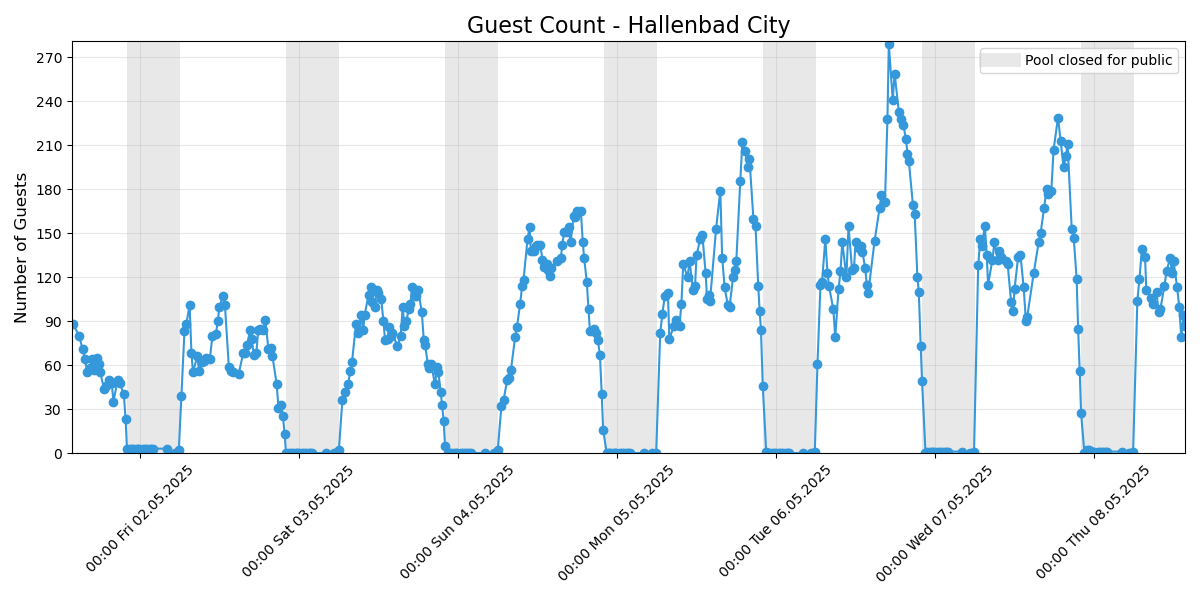 Guest Count - Hallenbad City
Pool closed for public
Number of Guests
270
240
210
180
150
120
90
60
30
0
00:00 Fri 02.05.2025
00:00 Sat 03.05.2025
00:00 Sun 04.05.2025
00:00 Mon 05.05.2025
00:00 Tue 06.05.2025
00:00 Wed 07.05.2025
00:00 Thu 08.05.2025